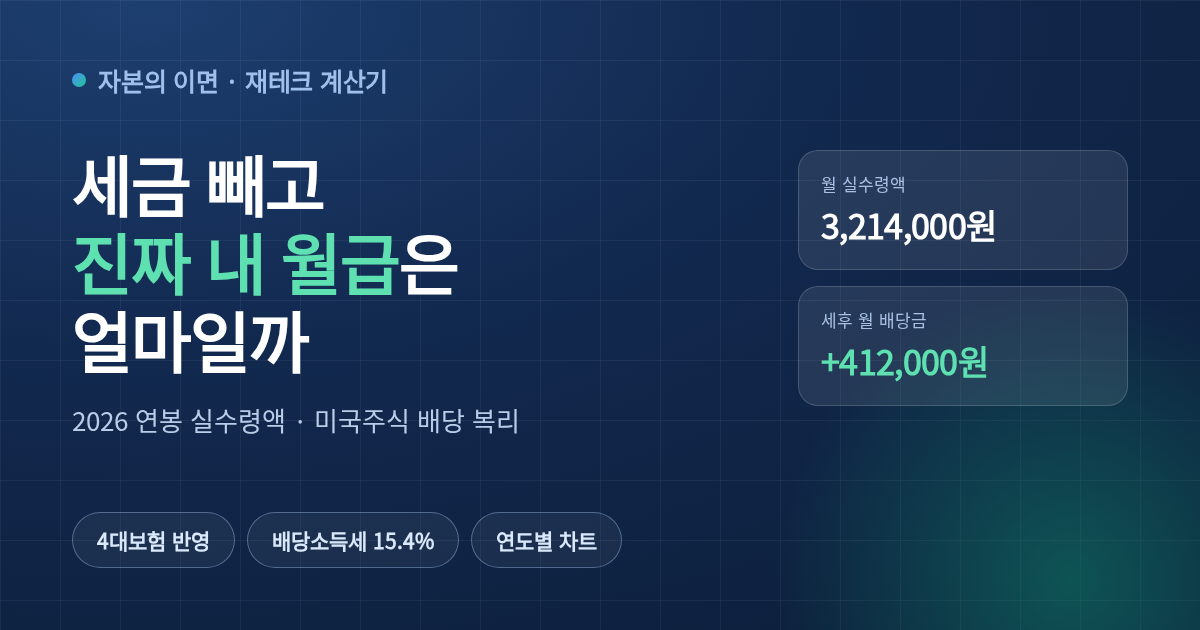 자본의 이면 · 재테크 계산기
세금 빼고
진짜 내 월급은
얼마일까
2026 연봉 실수령액 · 미국주식 배당 복리
4대보험 반영
배당소득세 15.4%
연도별 차트
월 실수령액
3,214,000원
세후 월 배당금
+412,000원